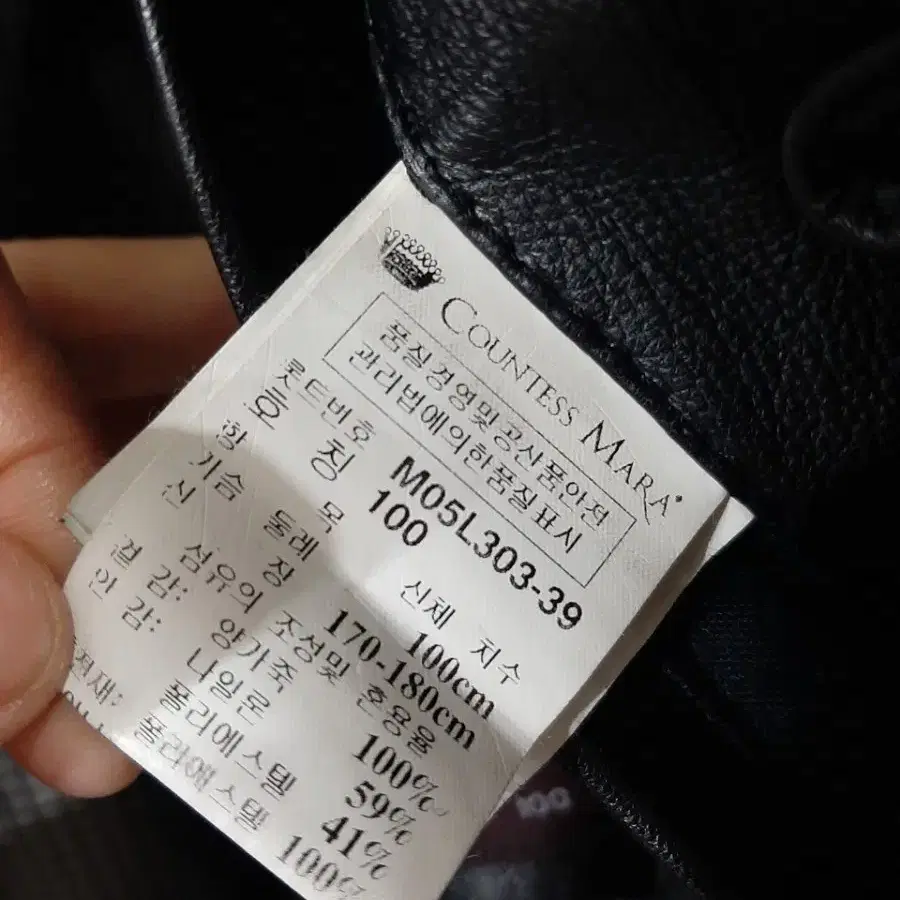 COUNTESS MARA
품질경영및공산품안전
관리법에의한품질표시
롯트번호 M05L303-39
호 칭 100
항 목 신체 치수
가슴 둘레 100cm
신 장 170-180cm
섬유의 조성및 혼용율
겉 감: 양가죽 100%
안 감: 나일론 59%
폴리에스텔 41%
폴리에스텔 100%
100